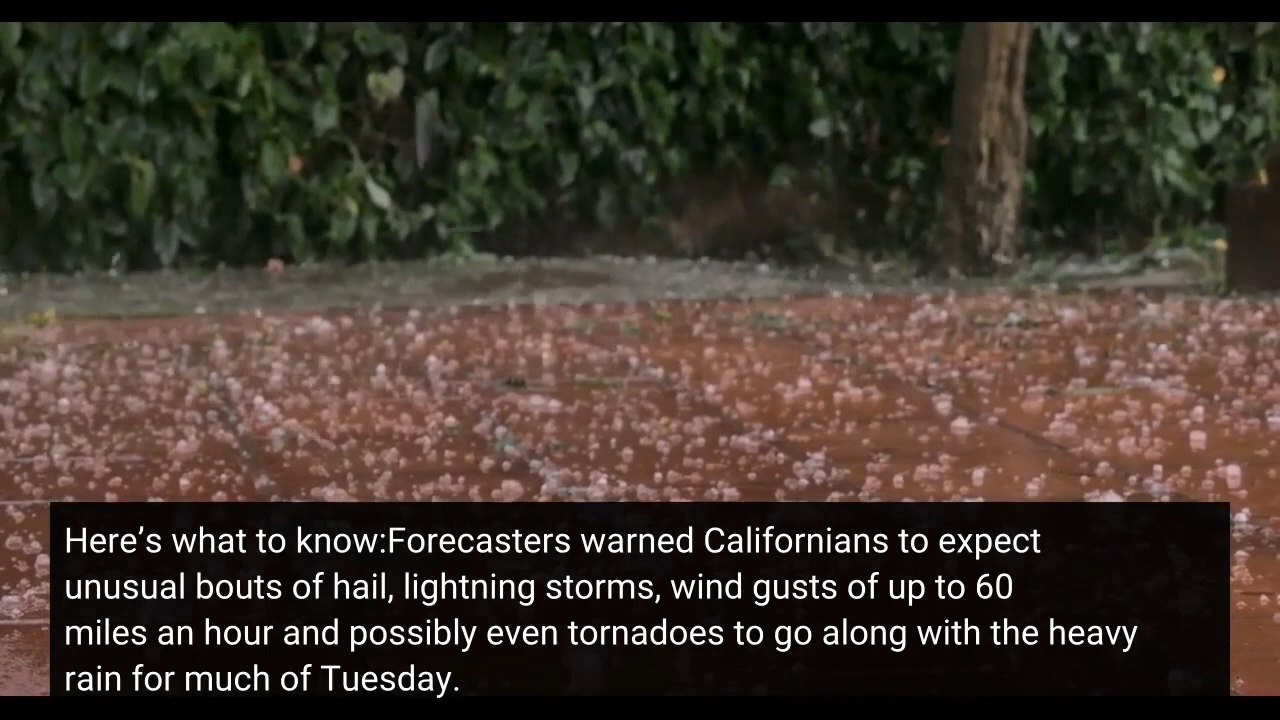 Here’s what to know:Forecasters warned Californians to expect
unusual bouts of hail, lightning storms, wind gusts of up to 60
miles an hour and possibly even tornadoes to go along with the heavy
rain for much of Tuesday.